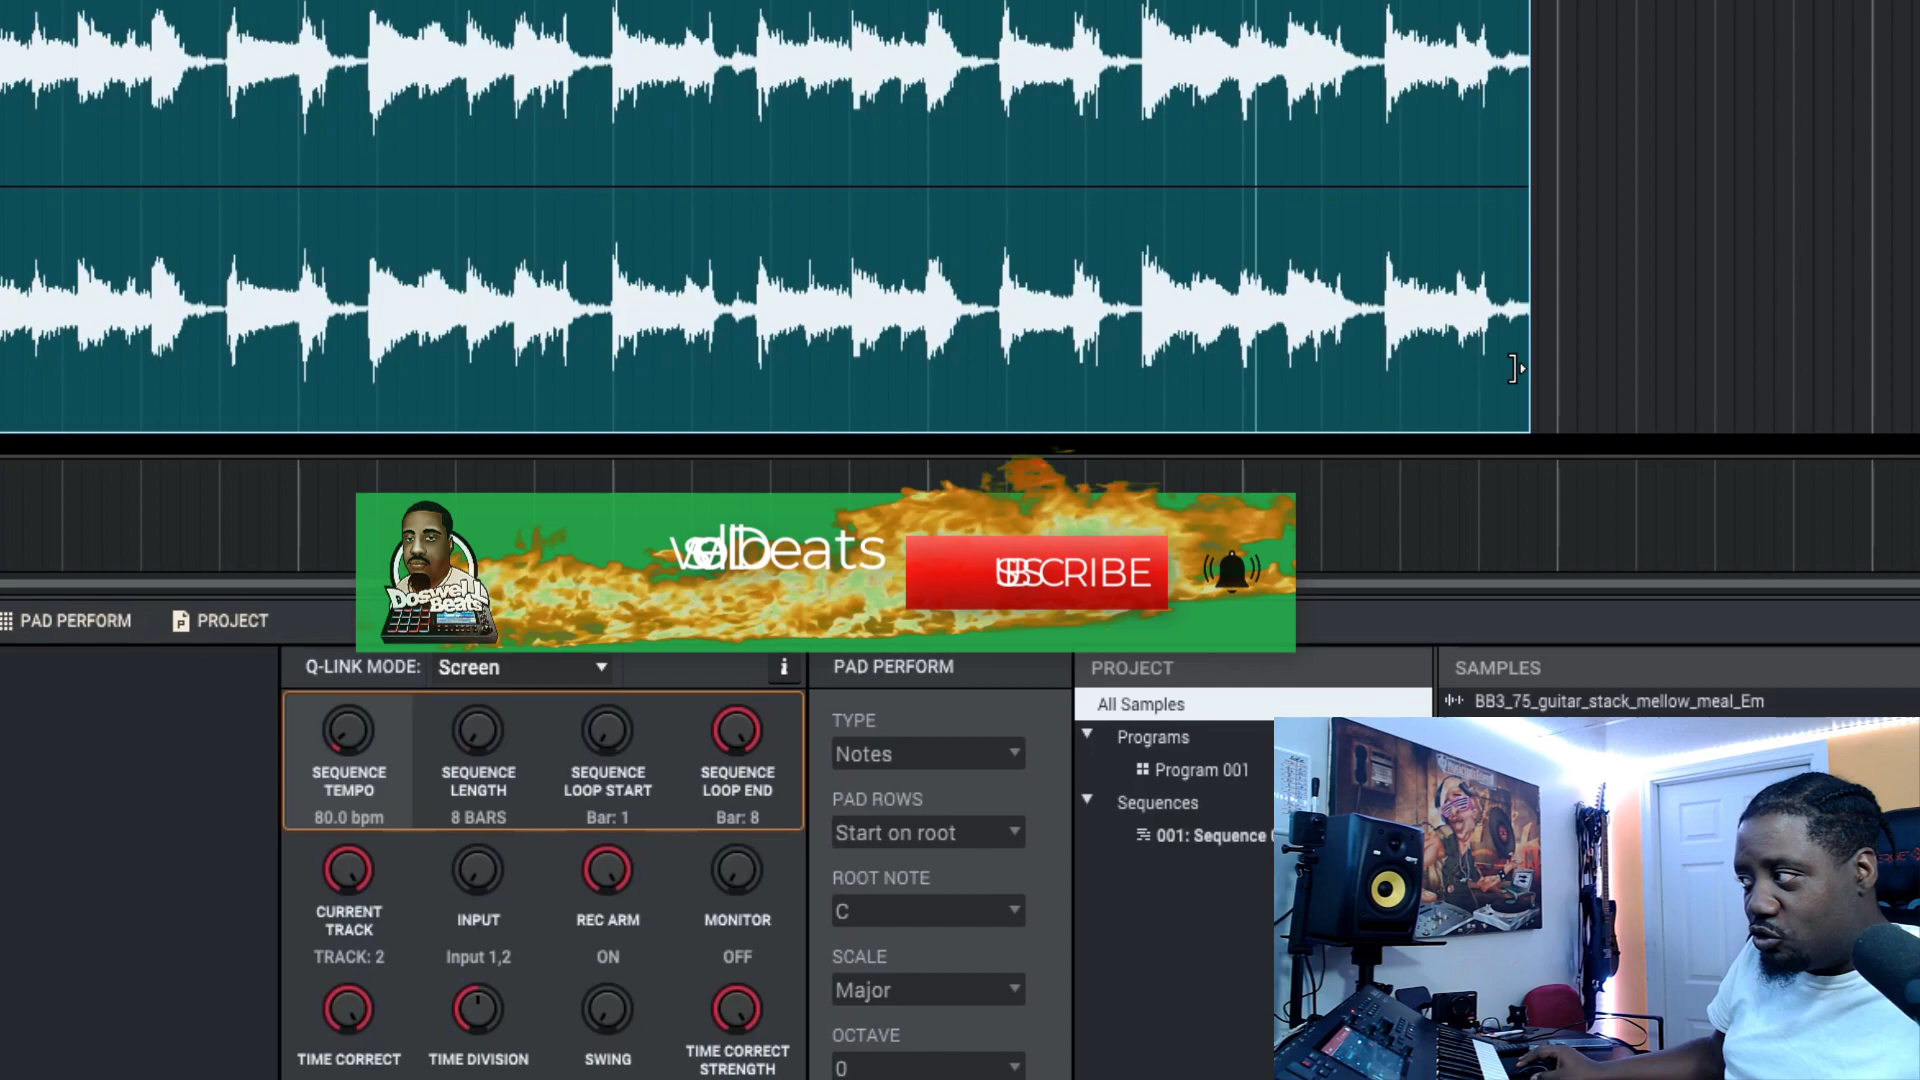 Doswell
Beats
PAD PERFORM
PROJECT
Q-LINK MODE: Screen
PAD PERFORM
PROJECT
SAMPLES
All Samples
BB3_75_guitar_stack_mellow_meal_Em
Programs
Program 001
Sequences
001: Sequence
SEQUENCE TEMPO
80.0 bpm
SEQUENCE LENGTH
8 BARS
SEQUENCE LOOP START
Bar: 1
SEQUENCE LOOP END
Bar: 8
CURRENT TRACK
TRACK: 2
INPUT
Input 1,2
REC ARM
ON
MONITOR
OFF
TIME CORRECT
TIME DIVISION
SWING
TIME CORRECT STRENGTH
TYPE
Notes
PAD ROWS
Start on root
ROOT NOTE
C
SCALE
Major
OCTAVE
0